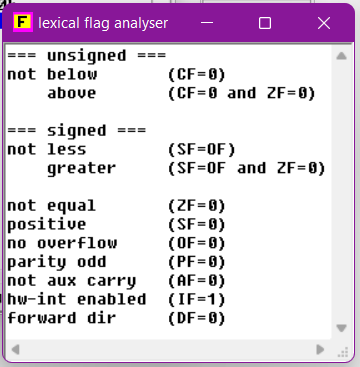 F lexical flag analyser
=== unsigned ===
not below (CF=0)
above (CF=0 and ZF=0)
=== signed ===
not less (SF=OF)
greater (SF=OF and ZF=0)
not equal (ZF=0)
positive (SF=0)
no overflow (OF=0)
parity odd (PF=0)
not aux carry (AF=0)
hw-int enabled (IF=1)
forward dir (DF=0)